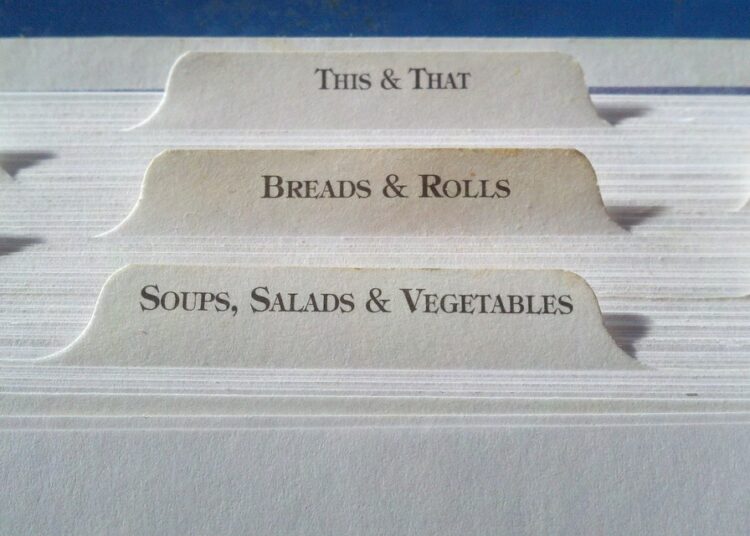 This & That
Breads & Rolls
Soups, Salads & Vegetables